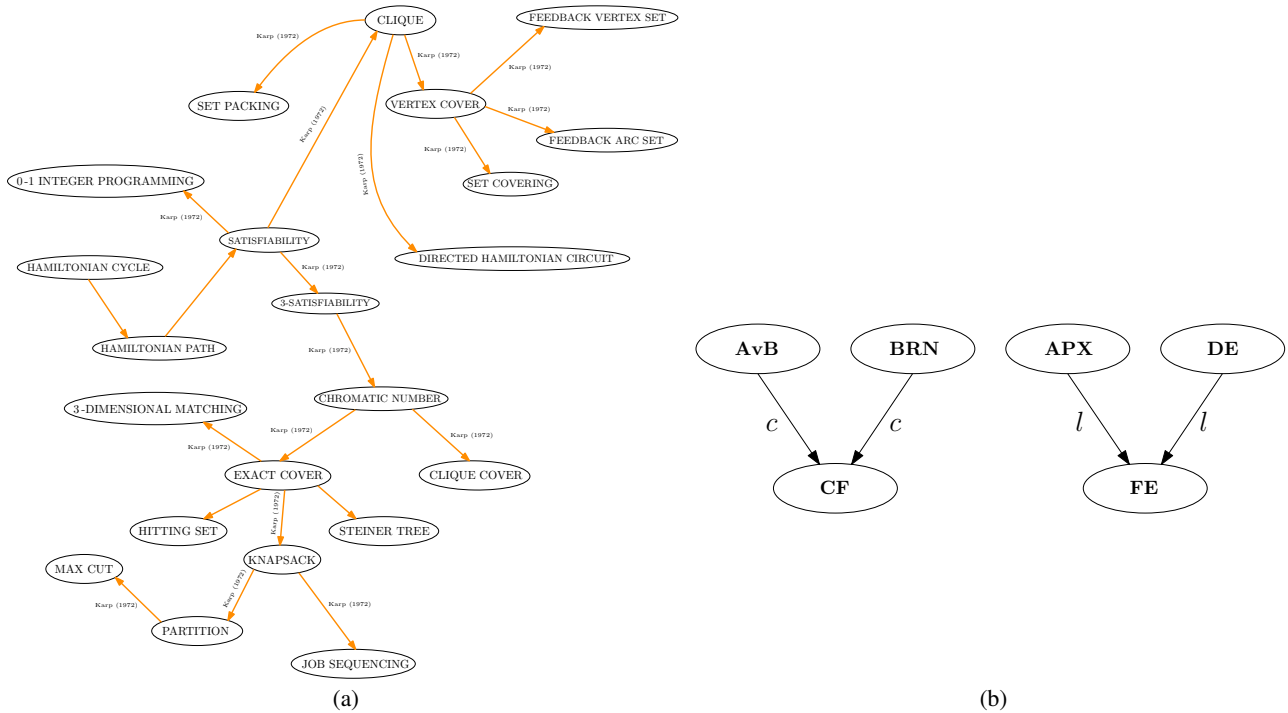 CLIQUE
FEEDBACK VERTEX SET
Karp (1972)
Karp (1972)
Karp (1972)
SET PACKING
VERTEX COVER
Karp (1972)
Karp (1972)
FEEDBACK ARC SET
Karp (1972)
Karp (1972)
0-1 INTEGER PROGRAMMING
SET COVERING
Karp (1972)
SATISFIABILITY
HAMILTONIAN CYCLE
Karp (1972)
DIRECTED HAMILTONIAN CIRCUIT
3-SATISFIABILITY
HAMILTONIAN PATH
Karp (1972)
CHROMATIC NUMBER
3-DIMENSIONAL MATCHING
Karp (1972)
Karp (1972)
Karp (1972)
EXACT COVER
CLIQUE COVER
Karp (1972)
HITTING SET
STEINER TREE
MAX CUT
KNAPSACK
Karp (1972)
Karp (1972)
Karp (1972)
PARTITION
JOB SEQUENCING
(a)
AvB
BRN
APX
DE
c
c
l
l
CF
FE
(b)